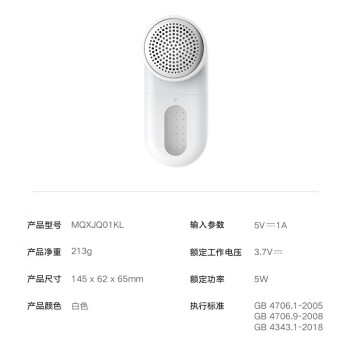 产品型号 MQXJQ01KL 输入参数 5V⎓1A
产品净重 213g 额定工作电压 3.7V⎓
产品尺寸 145 x 62 x 65mm 额定功率 5W
产品颜色 白色 执行标准 GB 4706.1-2005
GB 4706.9-2008
GB 4343.1-2018